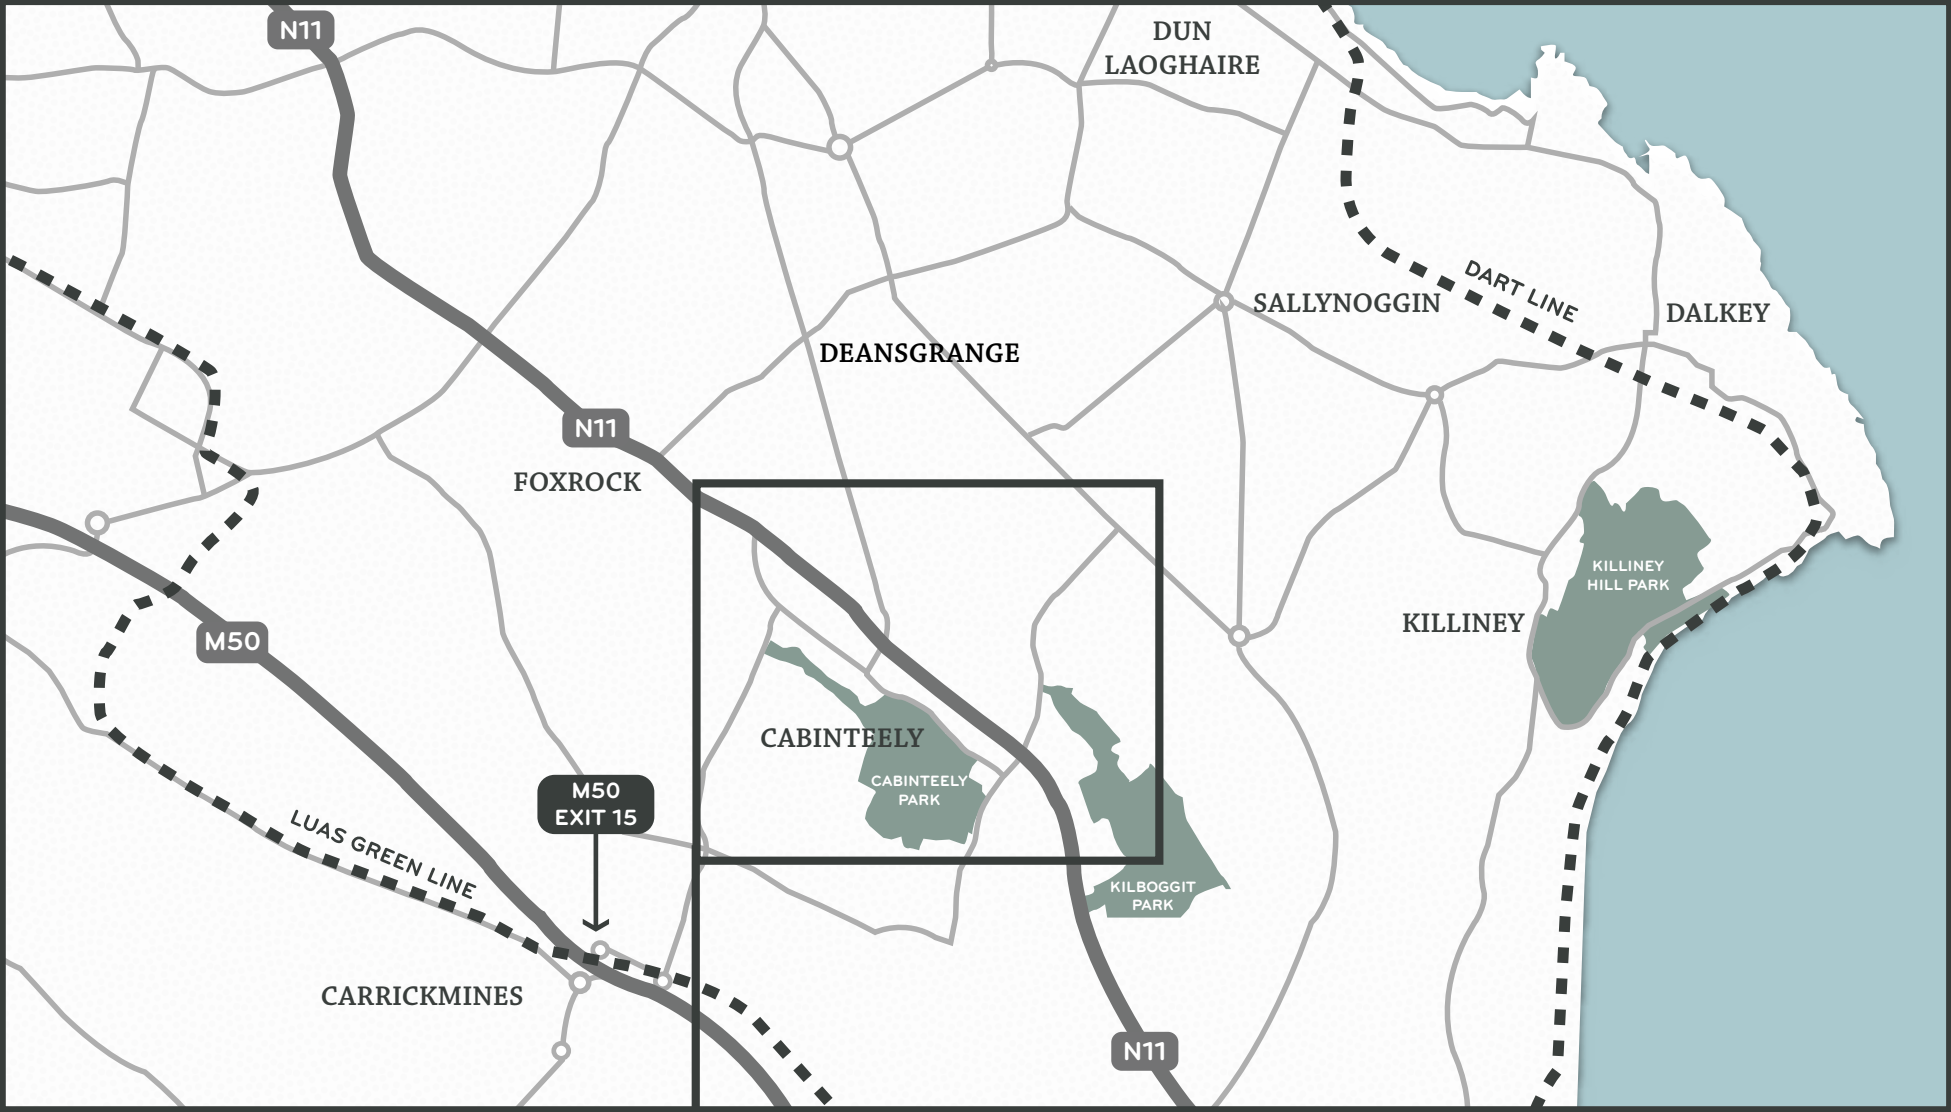 N11
DUN
LAOGHAIRE
DART LINE
SALLYNOGGIN
DALKEY
DEANSGRANGE
N11
FOXROCK
KILLINEY
HILL PARK
KILLINEY
M50
CABINTEELY
CABINTEELY
PARK
M50
EXIT 15
LUAS GREEN LINE
KILBOGGIT
PARK
CARRICKMINES
N11